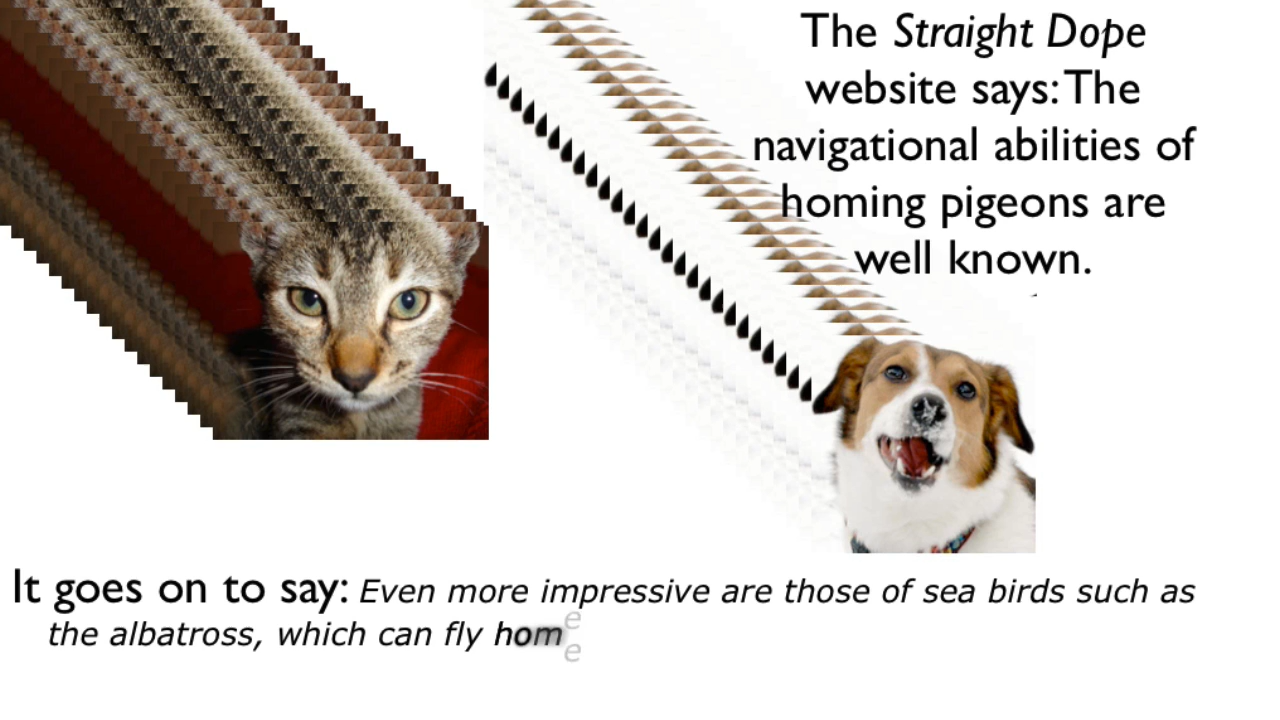 The Straight Dope
website says: The
navigational abilities of
homing pigeons are
well known.
It goes on to say: Even more impressive are those of sea birds such as
the albatross, which can fly home